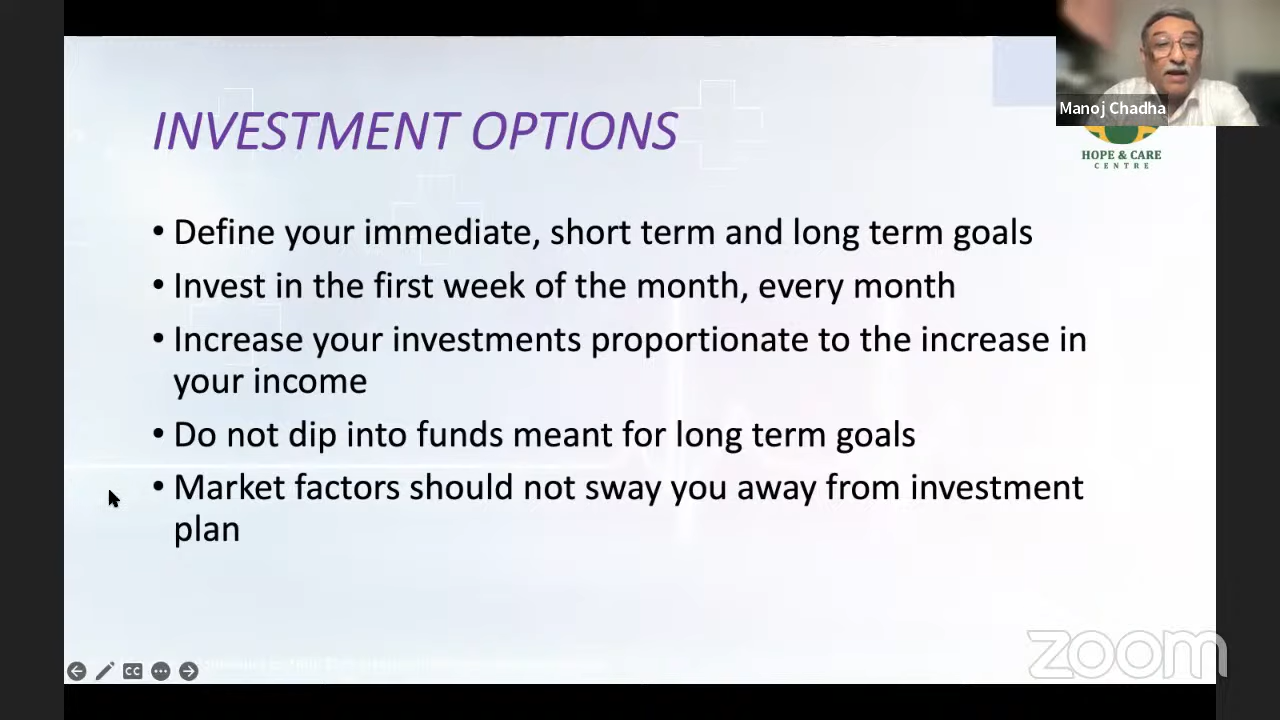 Manoj Chadha
HOPE & CARE
CENTRE
INVESTMENT OPTIONS
• Define your immediate, short term and long term goals
• Invest in the first week of the month, every month
• Increase your investments proportionate to the increase in
your income
• Do not dip into funds meant for long term goals
• Market factors should not sway you away from investment
plan
CC
zoom